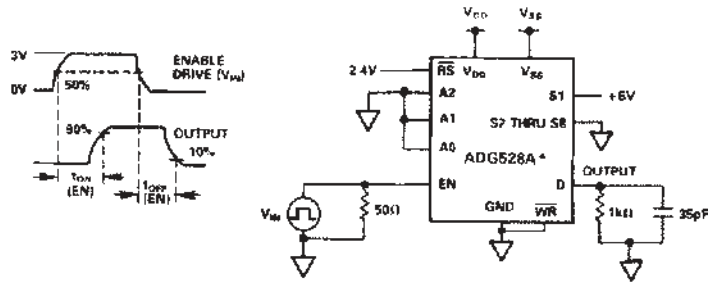 3V
0V
50%
ENABLE
DRIVE (VIN)
90%
OUTPUT
10%
tON
(EN)
tOFF
(EN)
VDD
VSS
2.4V
RS
VDD
VSS
A2
A1
A0
S1
+5V
S2 THRU S8
ADG528A*
EN
OUTPUT
D
VIN
50Ω
GND
WR
1kΩ
35pF